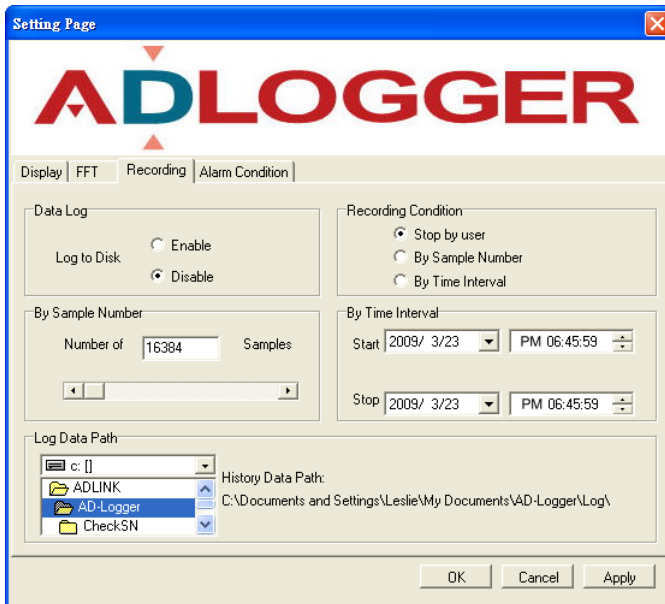 Setting Page
ADLOGGER
Display FFT Recording Alarm Condition
Data Log
Log to Disk
Enable
Disable
Recording Condition
Stop by user
By Sample Number
By Time Interval
By Sample Number
Number of 16384 Samples
By Time Interval
Start 2009/ 3/23 PM 06:45:59
Stop 2009/ 3/23 PM 06:45:59
Log Data Path
c: []
ADLINK
AD-Logger
CheckSN
History Data Path:
C:\Documents and Settings\Leslie\My Documents\AD-Logger\Log\
OK Cancel Apply